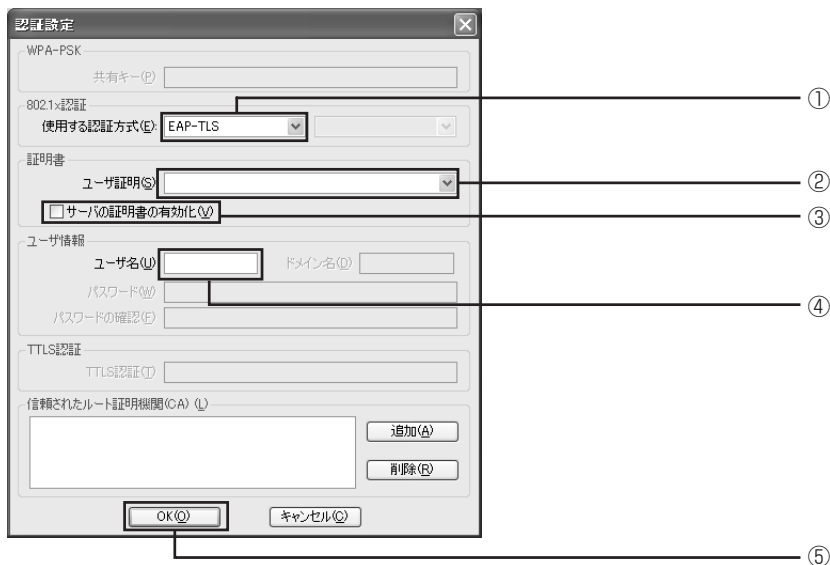 認証設定
WPA-PSK
共有キー(P)
802.1x認証
①
使用する認証方式(E): EAP-TLS
証明書
ユーザ証明(S)
②
サーバの証明書の有効化(V)
③
ユーザ情報
ユーザ名(U) ドメイン名(D)
パスワード(W)
④
パスワードの確認(F)
TTLS認証
TTLS認証(T)
信頼されたルート証明機関(CA) (L)
追加(A)
削除(R)
OK(O) キャンセル(C)
⑤